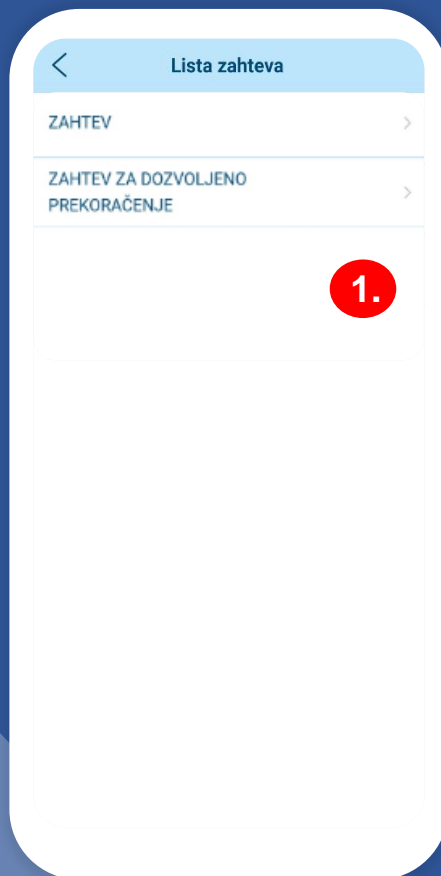 Lista zahteva
ZAHTEV
ZAHTEV ZA DOZVOLJENO
PREKORAČENJE
1.